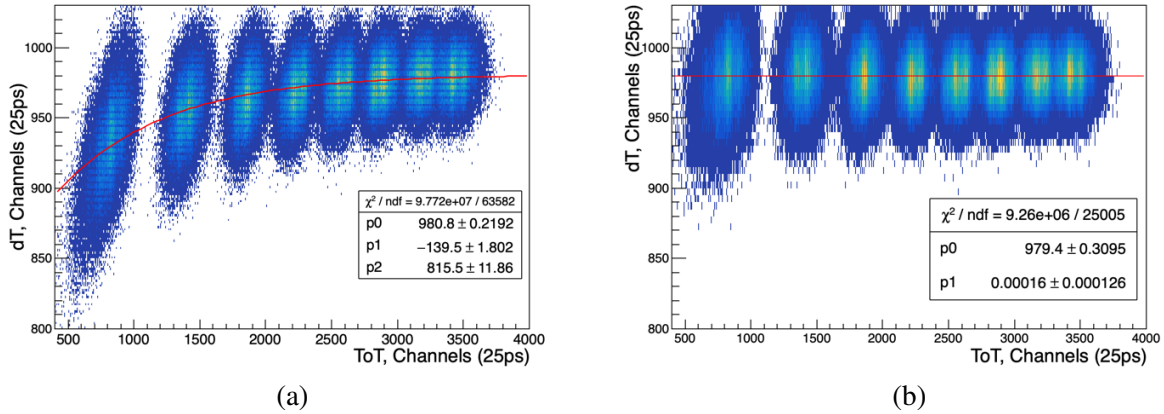 dT, Channels (25ps)
1000
950
900
850
800
500 1000 1500 2000 2500 3000 3500 4000
ToT, Channels (25ps)
χ² / ndf = 9.772e+07 / 63582
p0 980.8 ± 0.2192
p1 −139.5 ± 1.802
p2 815.5 ± 11.86
(a)
dT, Channels (25ps)
1000
950
900
850
800
500 1000 1500 2000 2500 3000 3500 4000
ToT, Channels (25ps)
χ² / ndf = 9.26e+06 / 25005
p0 979.4 ± 0.3095
p1 0.00016 ± 0.000126
(b)